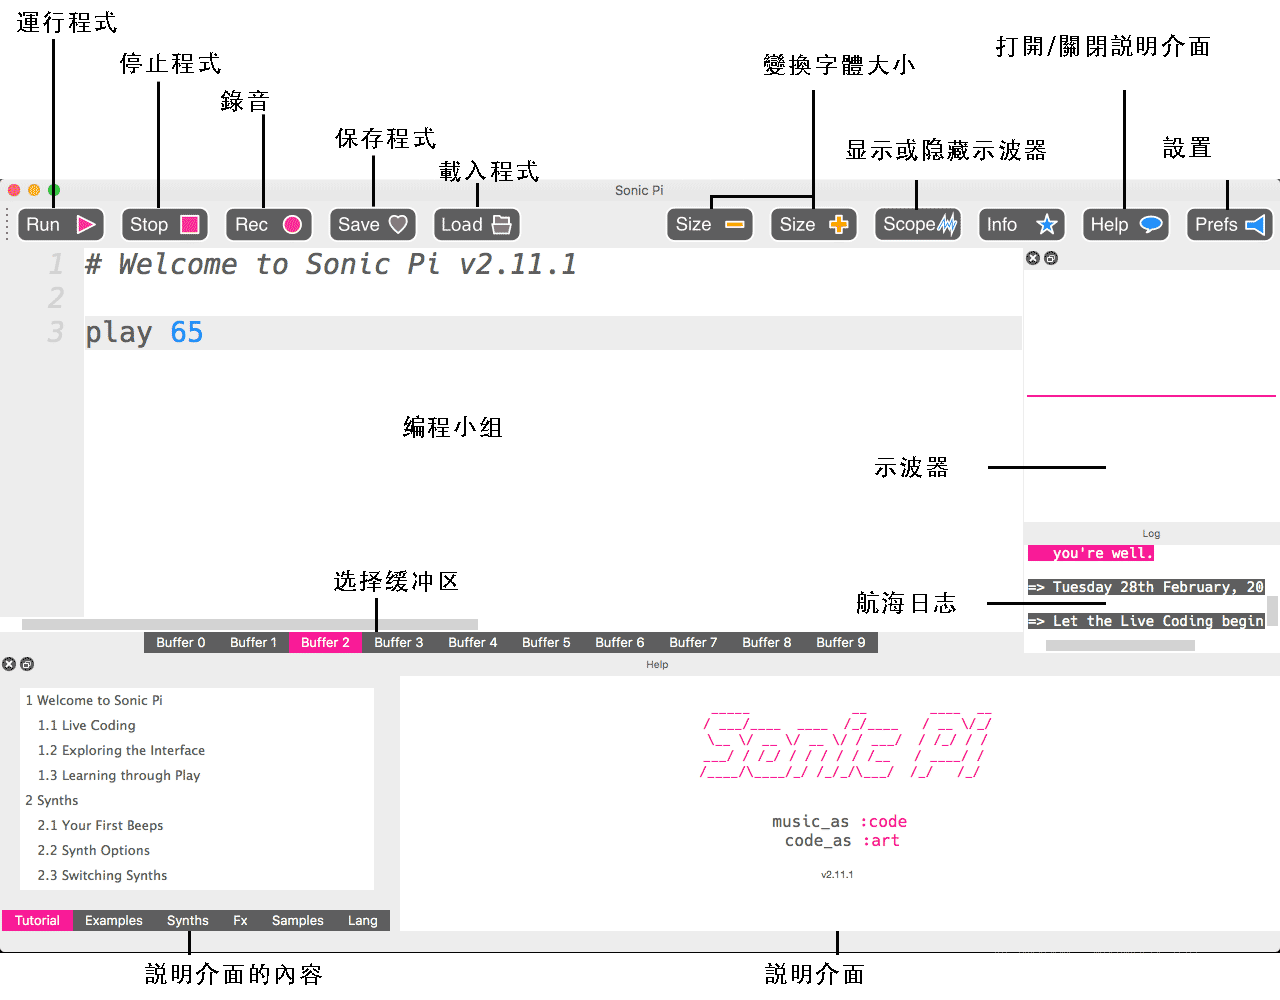 運行程式
停止程式
錄音
保存程式
載入程式
變換字體大小
显示或隐藏示波器
打開/關閉説明介面
設置
Sonic Pi
Run
Stop
Rec
Save
Load
Size
Size
Scope
Info
Help
Prefs
1 # Welcome to Sonic Pi v2.11.1
2
3 play 65
编程小组
示波器
Log
you're well.
=> Tuesday 28th February, 20
航海日志
=> Let the Live Coding begin
选择缓冲区
Buffer 0 Buffer 1 Buffer 2 Buffer 3 Buffer 4 Buffer 5 Buffer 6 Buffer 7 Buffer 8 Buffer 9
Help
1 Welcome to Sonic Pi
1.1 Live Coding
1.2 Exploring the Interface
1.3 Learning through Play
2 Synths
2.1 Your First Beeps
2.2 Synth Options
2.3 Switching Synths
Tutorial Examples Synths Fx Samples Lang
Sonic Pi
music_as :code
code_as :art
v2.11.1
説明介面的內容
説明介面